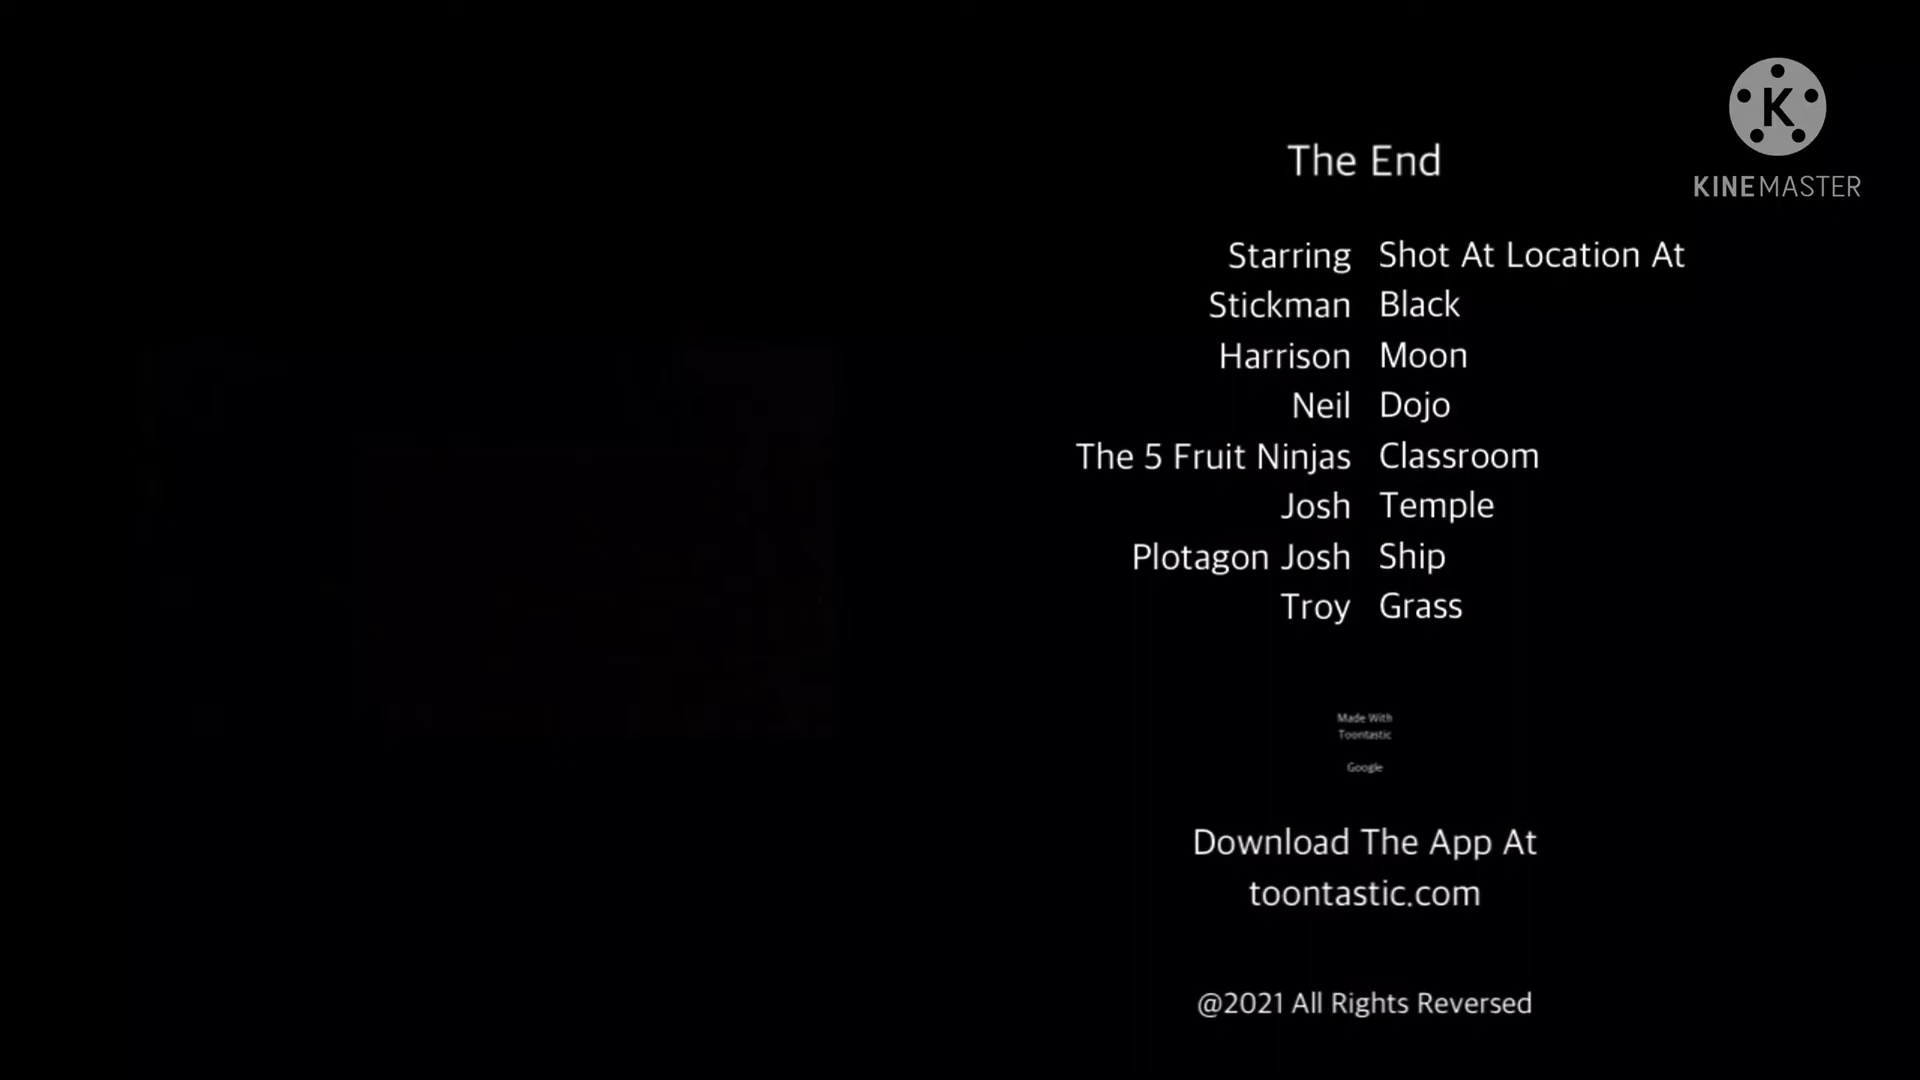 K
KINEMASTER
The End
Starring Shot At Location At
Stickman Black
Harrison Moon
Neil Dojo
The 5 Fruit Ninjas Classroom
Josh Temple
Plotagon Josh Ship
Troy Grass
Made With
Toontastic
Google
Download The App At
toontastic.com
@2021 All Rights Reversed